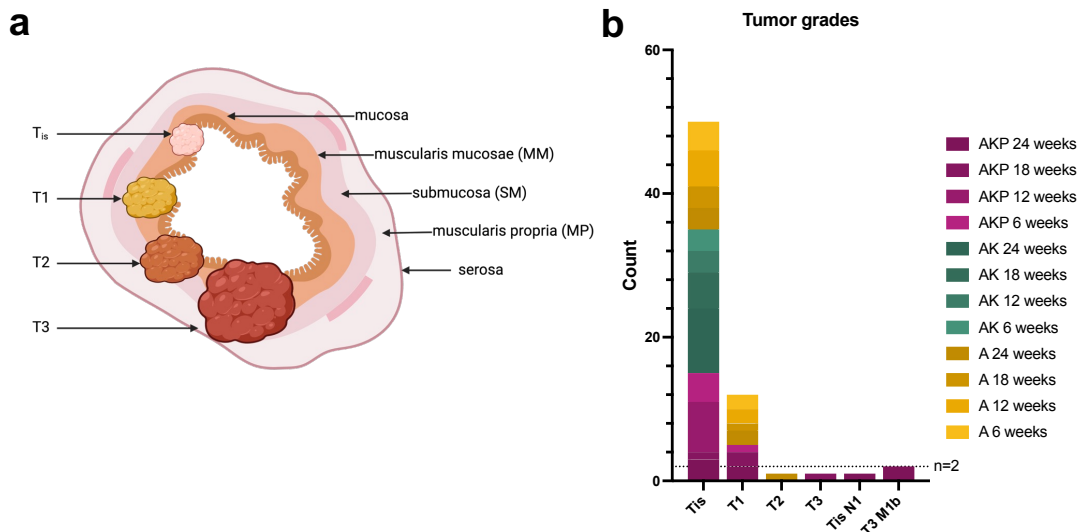 a
mucosa
Tis
muscularis mucosae (MM)
T1
submucosa (SM)
muscularis propria (MP)
T2
serosa
T3
b
Tumor grades
60
40
20
0
Count
n=2
Tis
T1
T2
T3
Tis N1
T3 M1b
AKP 24 weeks
AKP 18 weeks
AKP 12 weeks
AKP 6 weeks
AK 24 weeks
AK 18 weeks
AK 12 weeks
AK 6 weeks
A 24 weeks
A 18 weeks
A 12 weeks
A 6 weeks